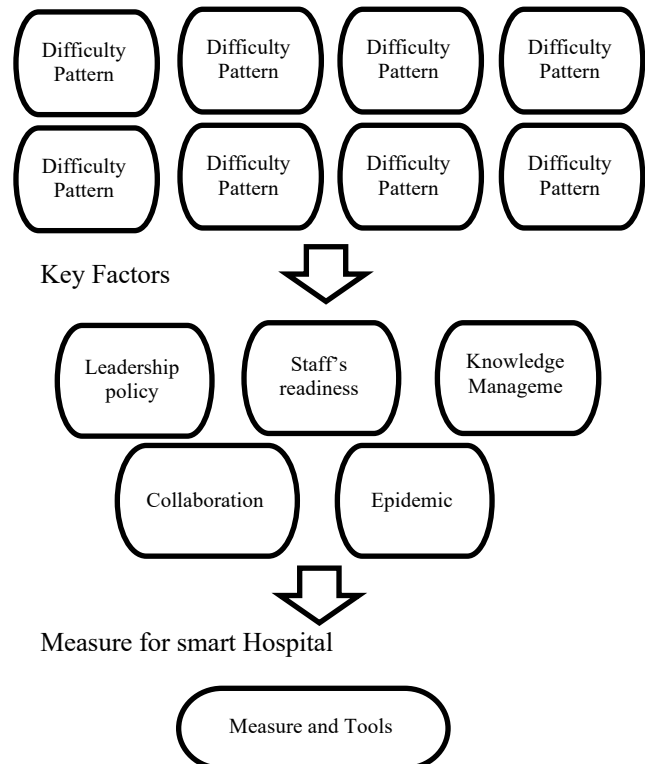 Difficulty
Pattern
Difficulty
Pattern
Difficulty
Pattern
Difficulty
Pattern
Difficulty
Pattern
Difficulty
Pattern
Difficulty
Pattern
Difficulty
Pattern
Key Factors
Leadership
policy
Staff's
readiness
Knowledge
Manageme
Collaboration
Epidemic
Measure for smart Hospital
Measure and Tools